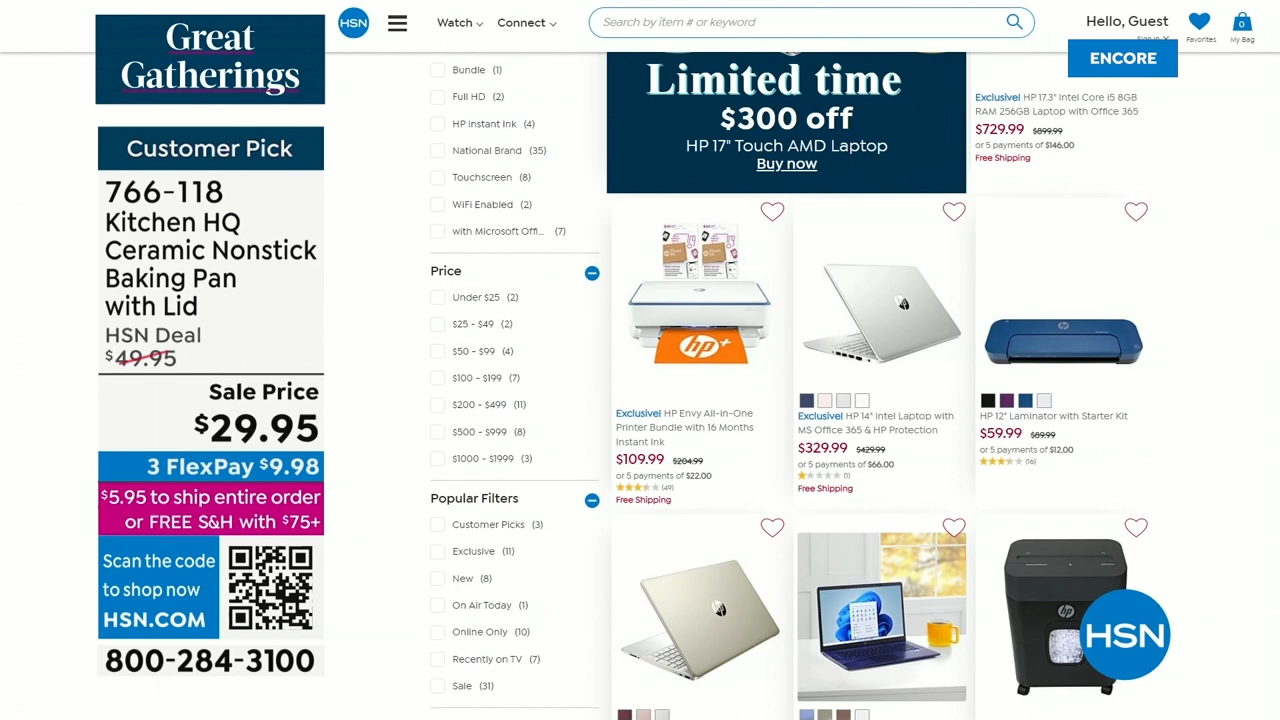 Great
Gatherings
Customer Pick
766-118
Kitchen HQ
Ceramic Nonstick
Baking Pan
with Lid
HSN Deal
$49.95
Sale Price
$29.95
3 FlexPay $9.98
$5.95 to ship entire order
or FREE S&H with $75+
Scan the code
to shop now
HSN.COM
800-284-3100
HSN
Watch
Connect
Search by item # or keyword
Hello, Guest
Sign in
Favorites
0
My Bag
ENCORE
Bundle (1)
Full HD (2)
HP Instant Ink (4)
National Brand (35)
Touchscreen (8)
WiFi Enabled (2)
with Microsoft Offi... (7)
Price
Under $25 (2)
$25 - $49 (2)
$50 - $99 (4)
$100 - $199 (7)
$200 - $499 (11)
$500 - $999 (8)
$1000 - $1999 (3)
Popular Filters
Customer Picks (3)
Exclusive (11)
New (8)
On Air Today (1)
Online Only (10)
Recently on TV (7)
Sale (31)
Limited time
$300 off
HP 17" Touch AMD Laptop
Buy now
Exclusive! HP 17.3" Intel Core i5 8GB
RAM 256GB Laptop with Office 365
$729.99 $899.99
or 5 payments of $146.00
Free Shipping
hp+
Exclusive! HP Envy All-in-One
Printer Bundle with 16 Months
Instant Ink
$109.99 $204.99
or 5 payments of $22.00
(49)
Free Shipping
hp
Exclusive! HP 14" Intel Laptop with
MS Office 365 & HP Protection
$329.99 $429.99
or 5 payments of $66.00
(1)
Free Shipping
hp
HP 12" Laminator with Starter Kit
$59.99 $89.99
or 5 payments of $12.00
(16)
hp
hp
HSN